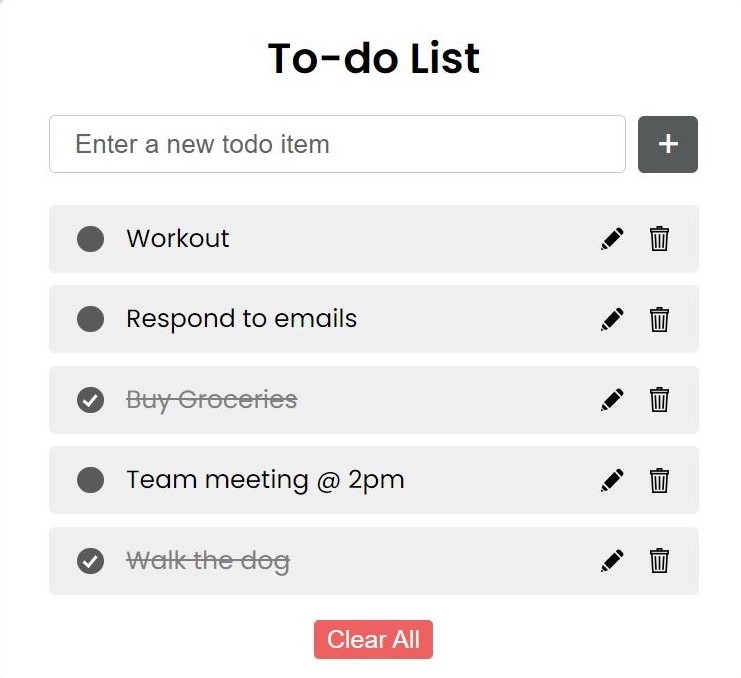 To-do List
Enter a new todo item
+
Workout
Respond to emails
Buy Groceries
Team meeting @ 2pm
Walk the dog
Clear All